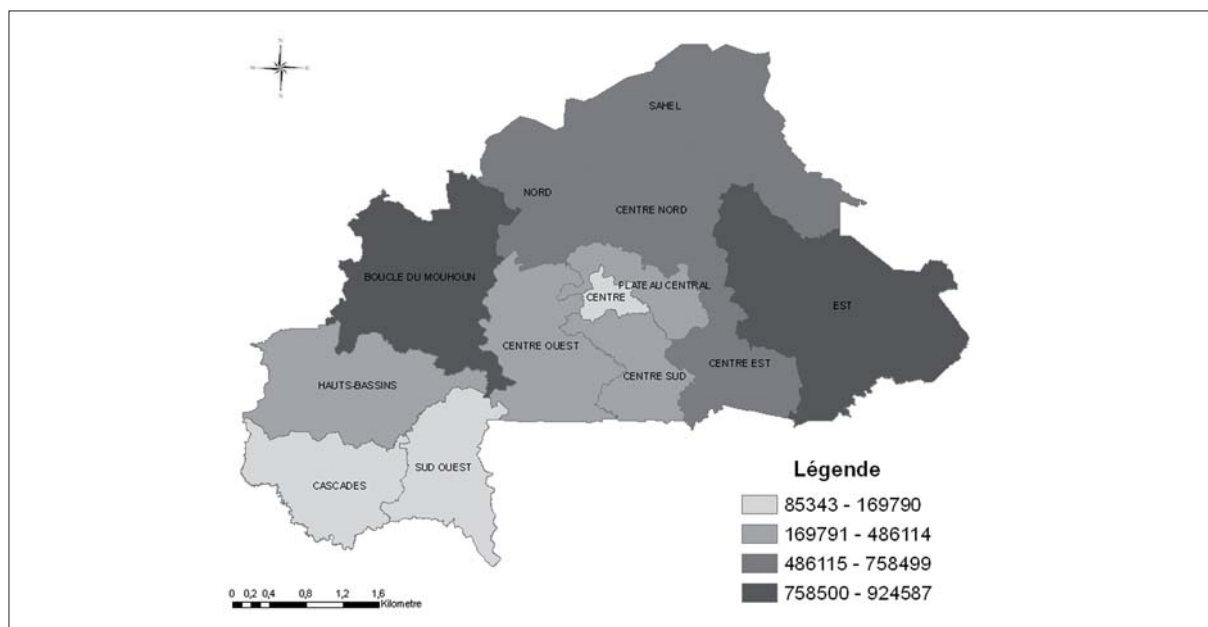 N
SAHEL
NORD
CENTRE NORD
BOUCLE DU MOUHOUN
PLATEAU CENTRAL
CENTRE
EST
CENTRE OUEST
CENTRE EST
CENTRE SUD
HAUTS-BASSINS
SUD OUEST
CASCADES
Légende
85343 - 169790
169791 - 486114
486115 - 758499
758500 - 924587
0 0,2 0,4 0,8 1,2 1,6
Kilometre